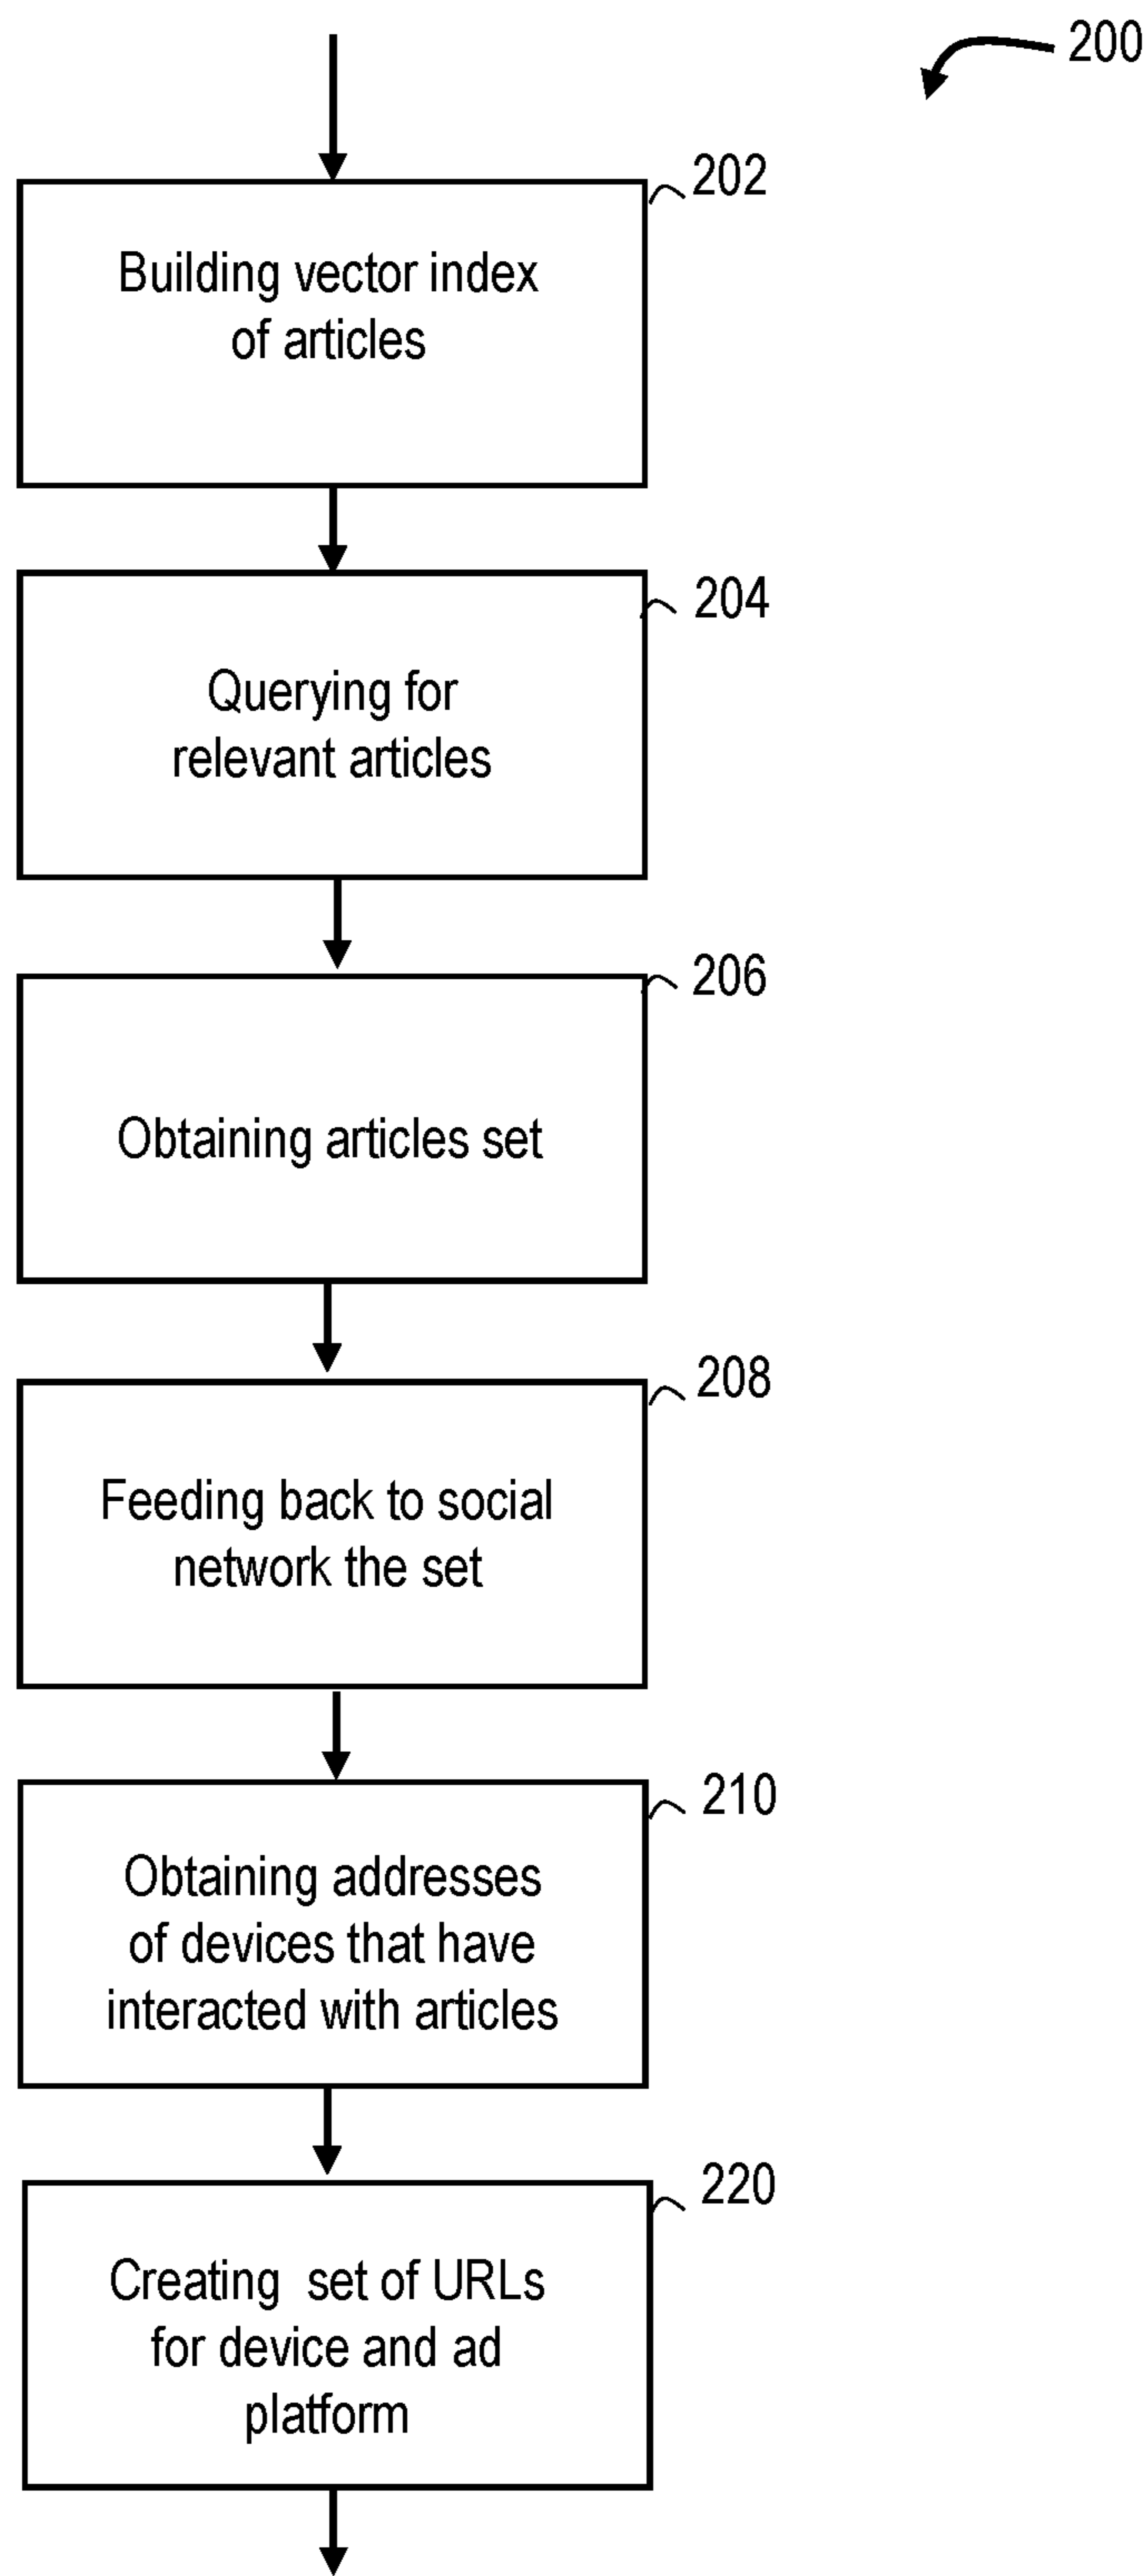 200
202
Building vector index
of articles
204
Querying for
relevant articles
206
Obtaining articles set
208
Feeding back to social
network the set
210
Obtaining addresses
of devices that have
interacted with articles
220
Creating set of URLs
for device and ad
platform